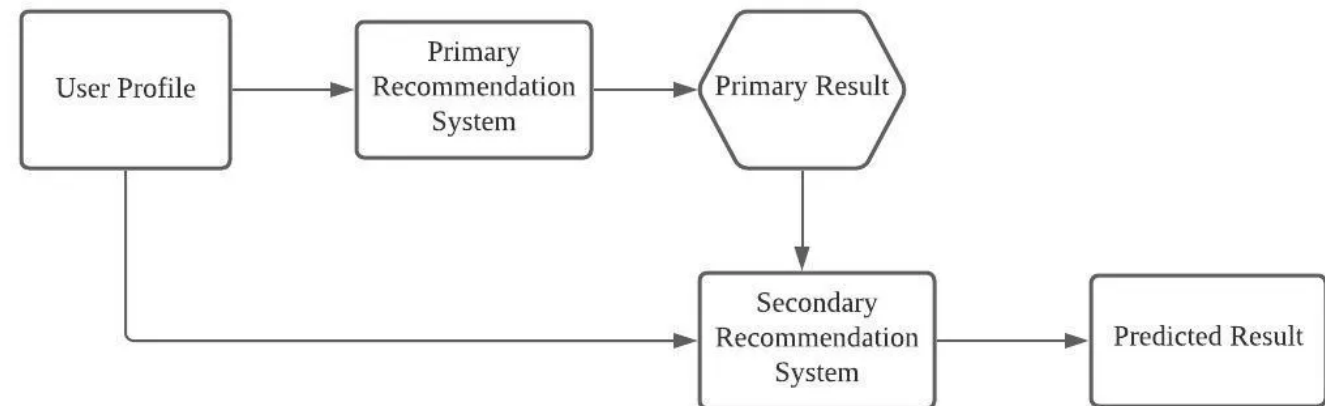 User Profile
Primary
Recommendation
System
Primary Result
Secondary
Recommendation
System
Predicted Result